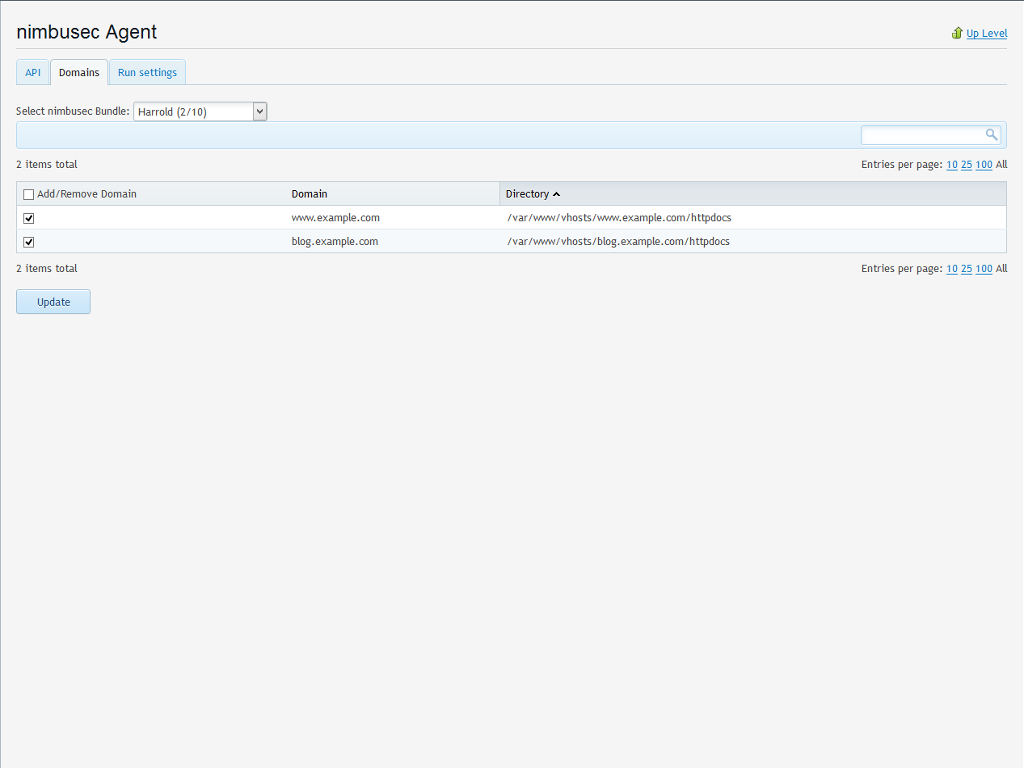 nimbusec Agent
Up Level
API Domains Run settings
Select nimbusec Bundle: Harrold (2/10)
2 items total Entries per page: 10 25 100 All
Add/Remove Domain Domain Directory
www.example.com /var/www/vhosts/www.example.com/httpdocs
blog.example.com /var/www/vhosts/blog.example.com/httpdocs
2 items total Entries per page: 10 25 100 All
Update